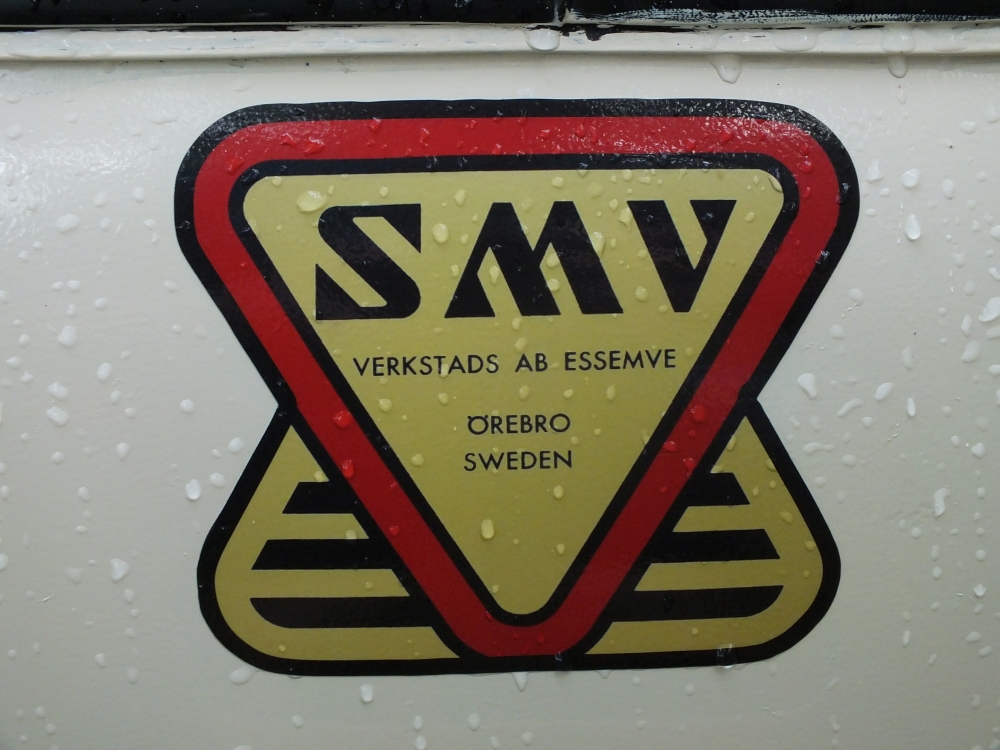 SMV
VERKSTADS AB ESSEMVE
ÖREBRO
SWEDEN